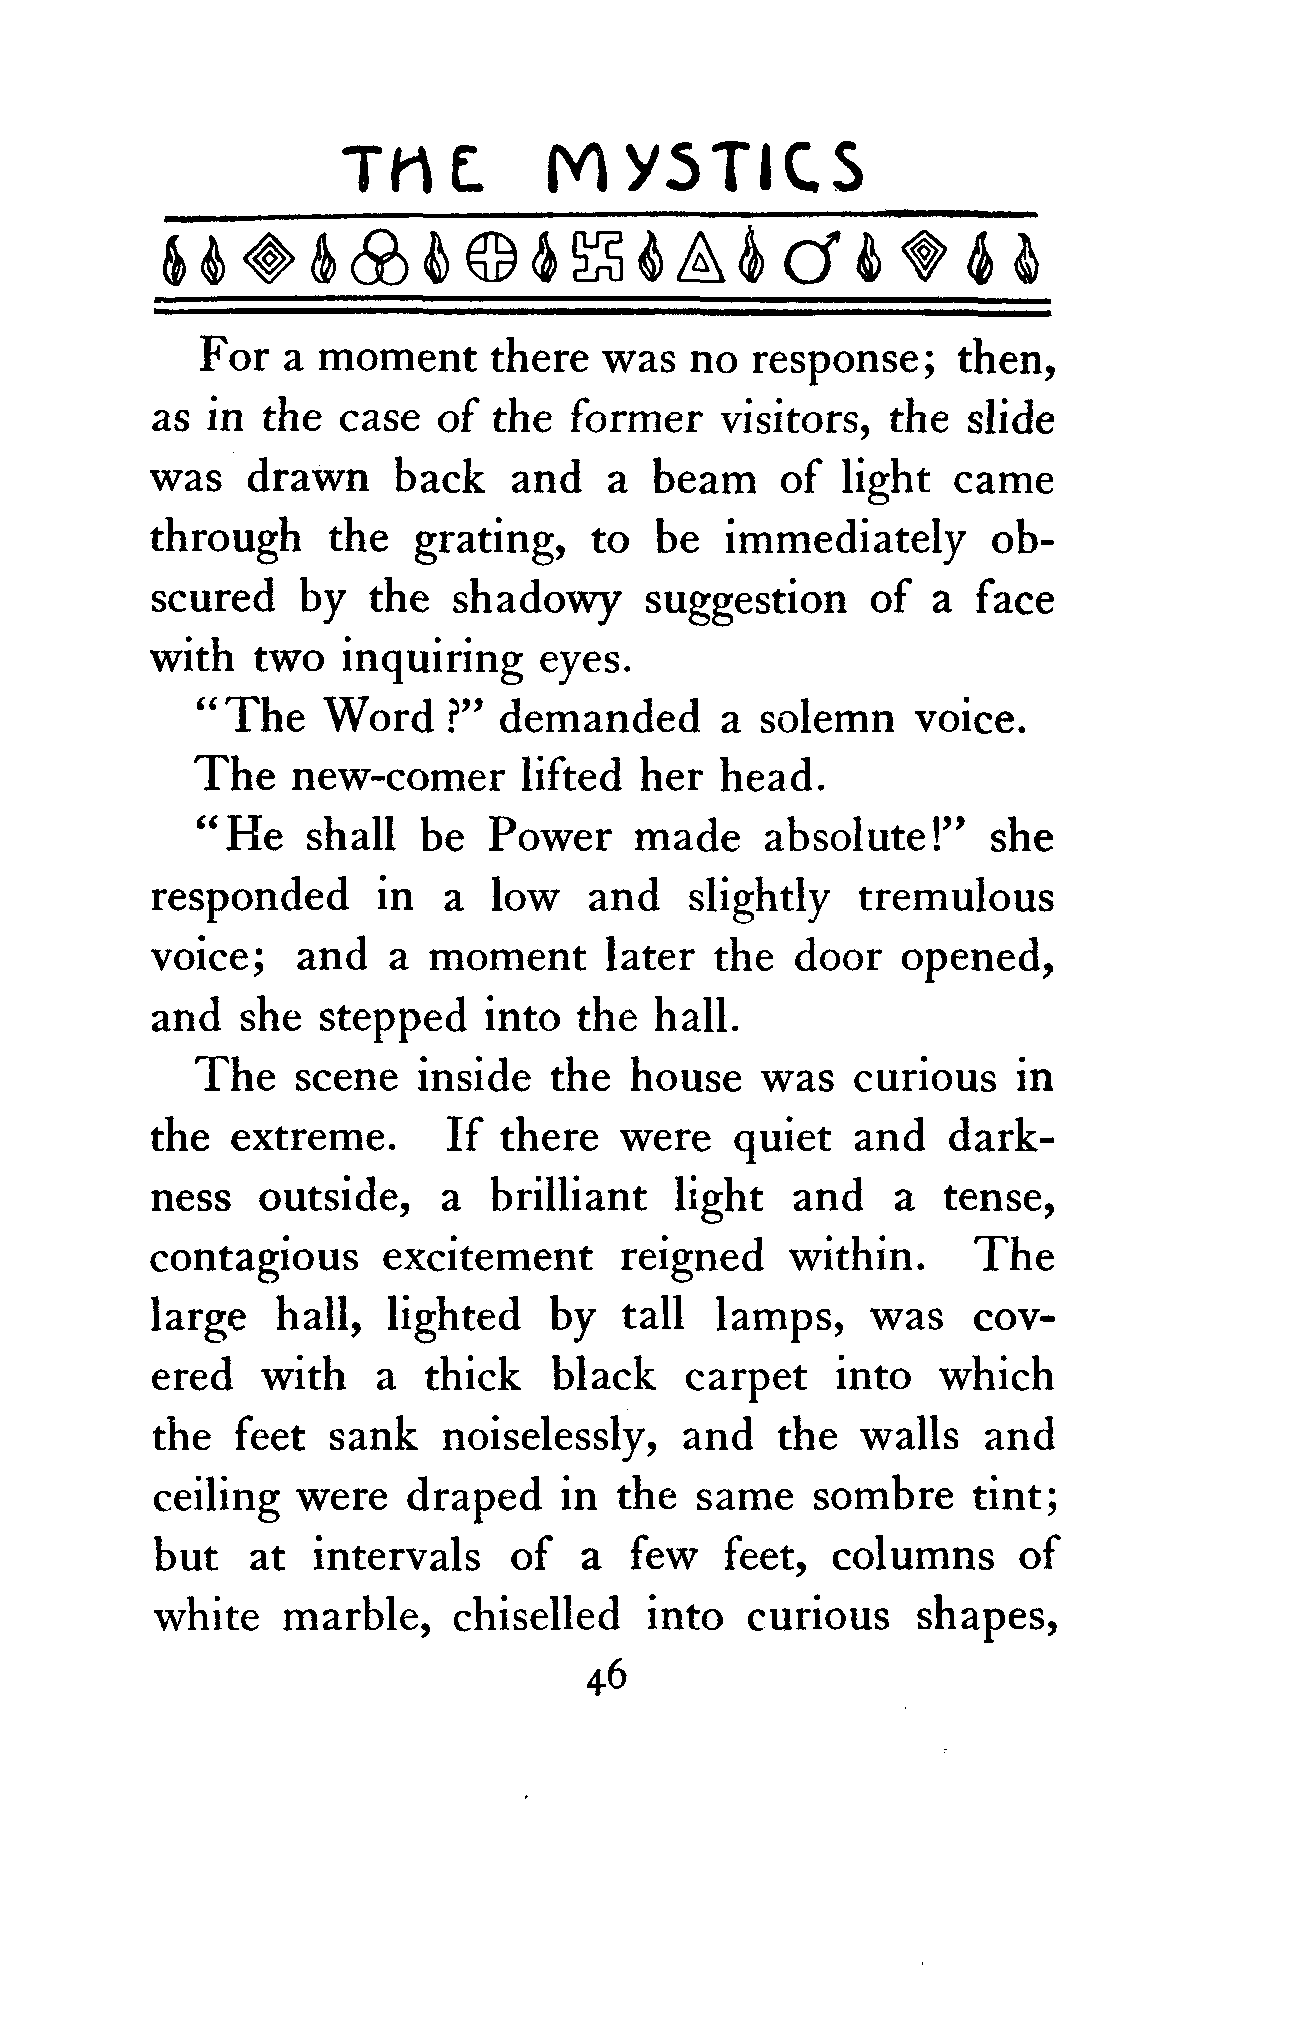 THE MYSTICS
For a moment there was no response; then,
as in the case of the former visitors, the slide
was drawn back and a beam of light came
through the grating, to be immediately ob-
scured by the shadowy suggestion of a face
with two inquiring eyes.
“The Word?” demanded a solemn voice.
The new-comer lifted her head.
“He shall be Power made absolute!” she
responded in a low and slightly tremulous
voice; and a moment later the door opened,
and she stepped into the hall.
The scene inside the house was curious in
the extreme. If there were quiet and dark-
ness outside, a brilliant light and a tense,
contagious excitement reigned within. The
large hall, lighted by tall lamps, was cov-
ered with a thick black carpet into which
the feet sank noiselessly, and the walls and
ceiling were draped in the same sombre tint;
but at intervals of a few feet, columns of
white marble, chiselled into curious shapes,
46